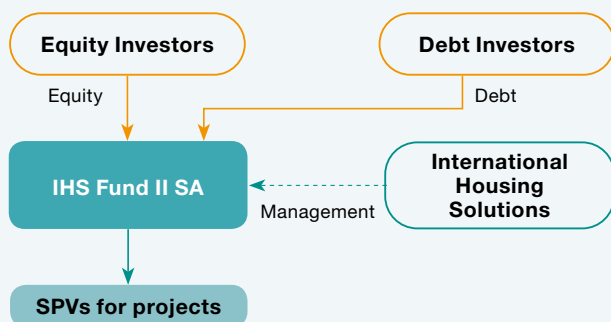 Equity Investors
Debt Investors
Equity
Debt
IHS Fund II SA
International
Housing
Solutions
Management
SPVs for projects